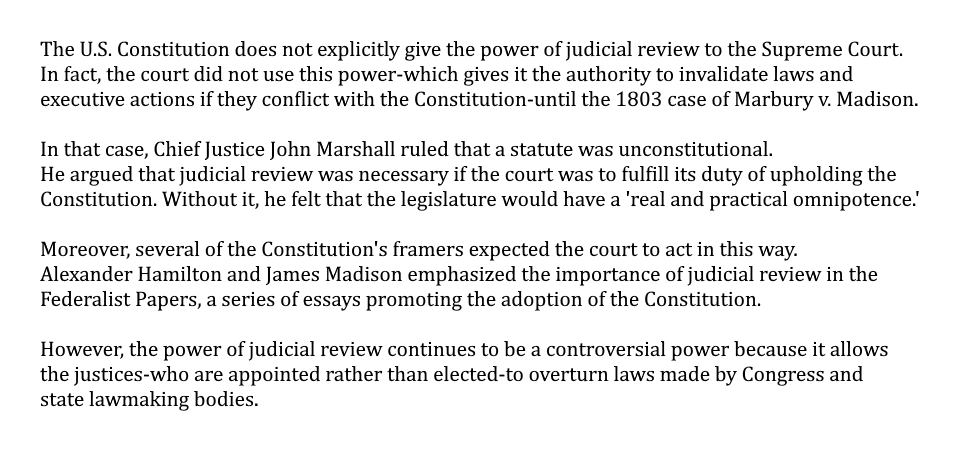 The U.S. Constitution does not explicitly give the power of judicial review to the Supreme Court.
In fact, the court did not use this power-which gives it the authority to invalidate laws and
executive actions if they conflict with the Constitution-until the 1803 case of Marbury v. Madison.
In that case, Chief Justice John Marshall ruled that a statute was unconstitutional.
He argued that judicial review was necessary if the court was to fulfill its duty of upholding the
Constitution. Without it, he felt that the legislature would have a 'real and practical omnipotence.'
Moreover, several of the Constitution's framers expected the court to act in this way.
Alexander Hamilton and James Madison emphasized the importance of judicial review in the
Federalist Papers, a series of essays promoting the adoption of the Constitution.
However, the power of judicial review continues to be a controversial power because it allows
the justices-who are appointed rather than elected-to overturn laws made by Congress and
state lawmaking bodies.